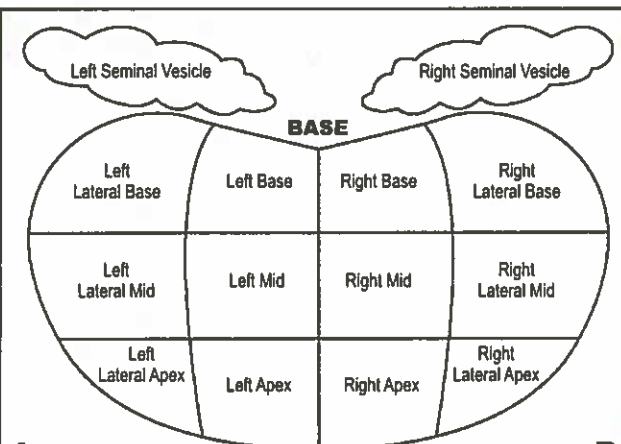 Left Seminal Vesicle
Right Seminal Vesicle
BASE
Left
Lateral Base
Left Base
Right Base
Right
Lateral Base
Left
Lateral Mid
Left Mid
Right Mid
Right
Lateral Mid
Left
Lateral Apex
Left Apex
Right Apex
Right
Lateral Apex